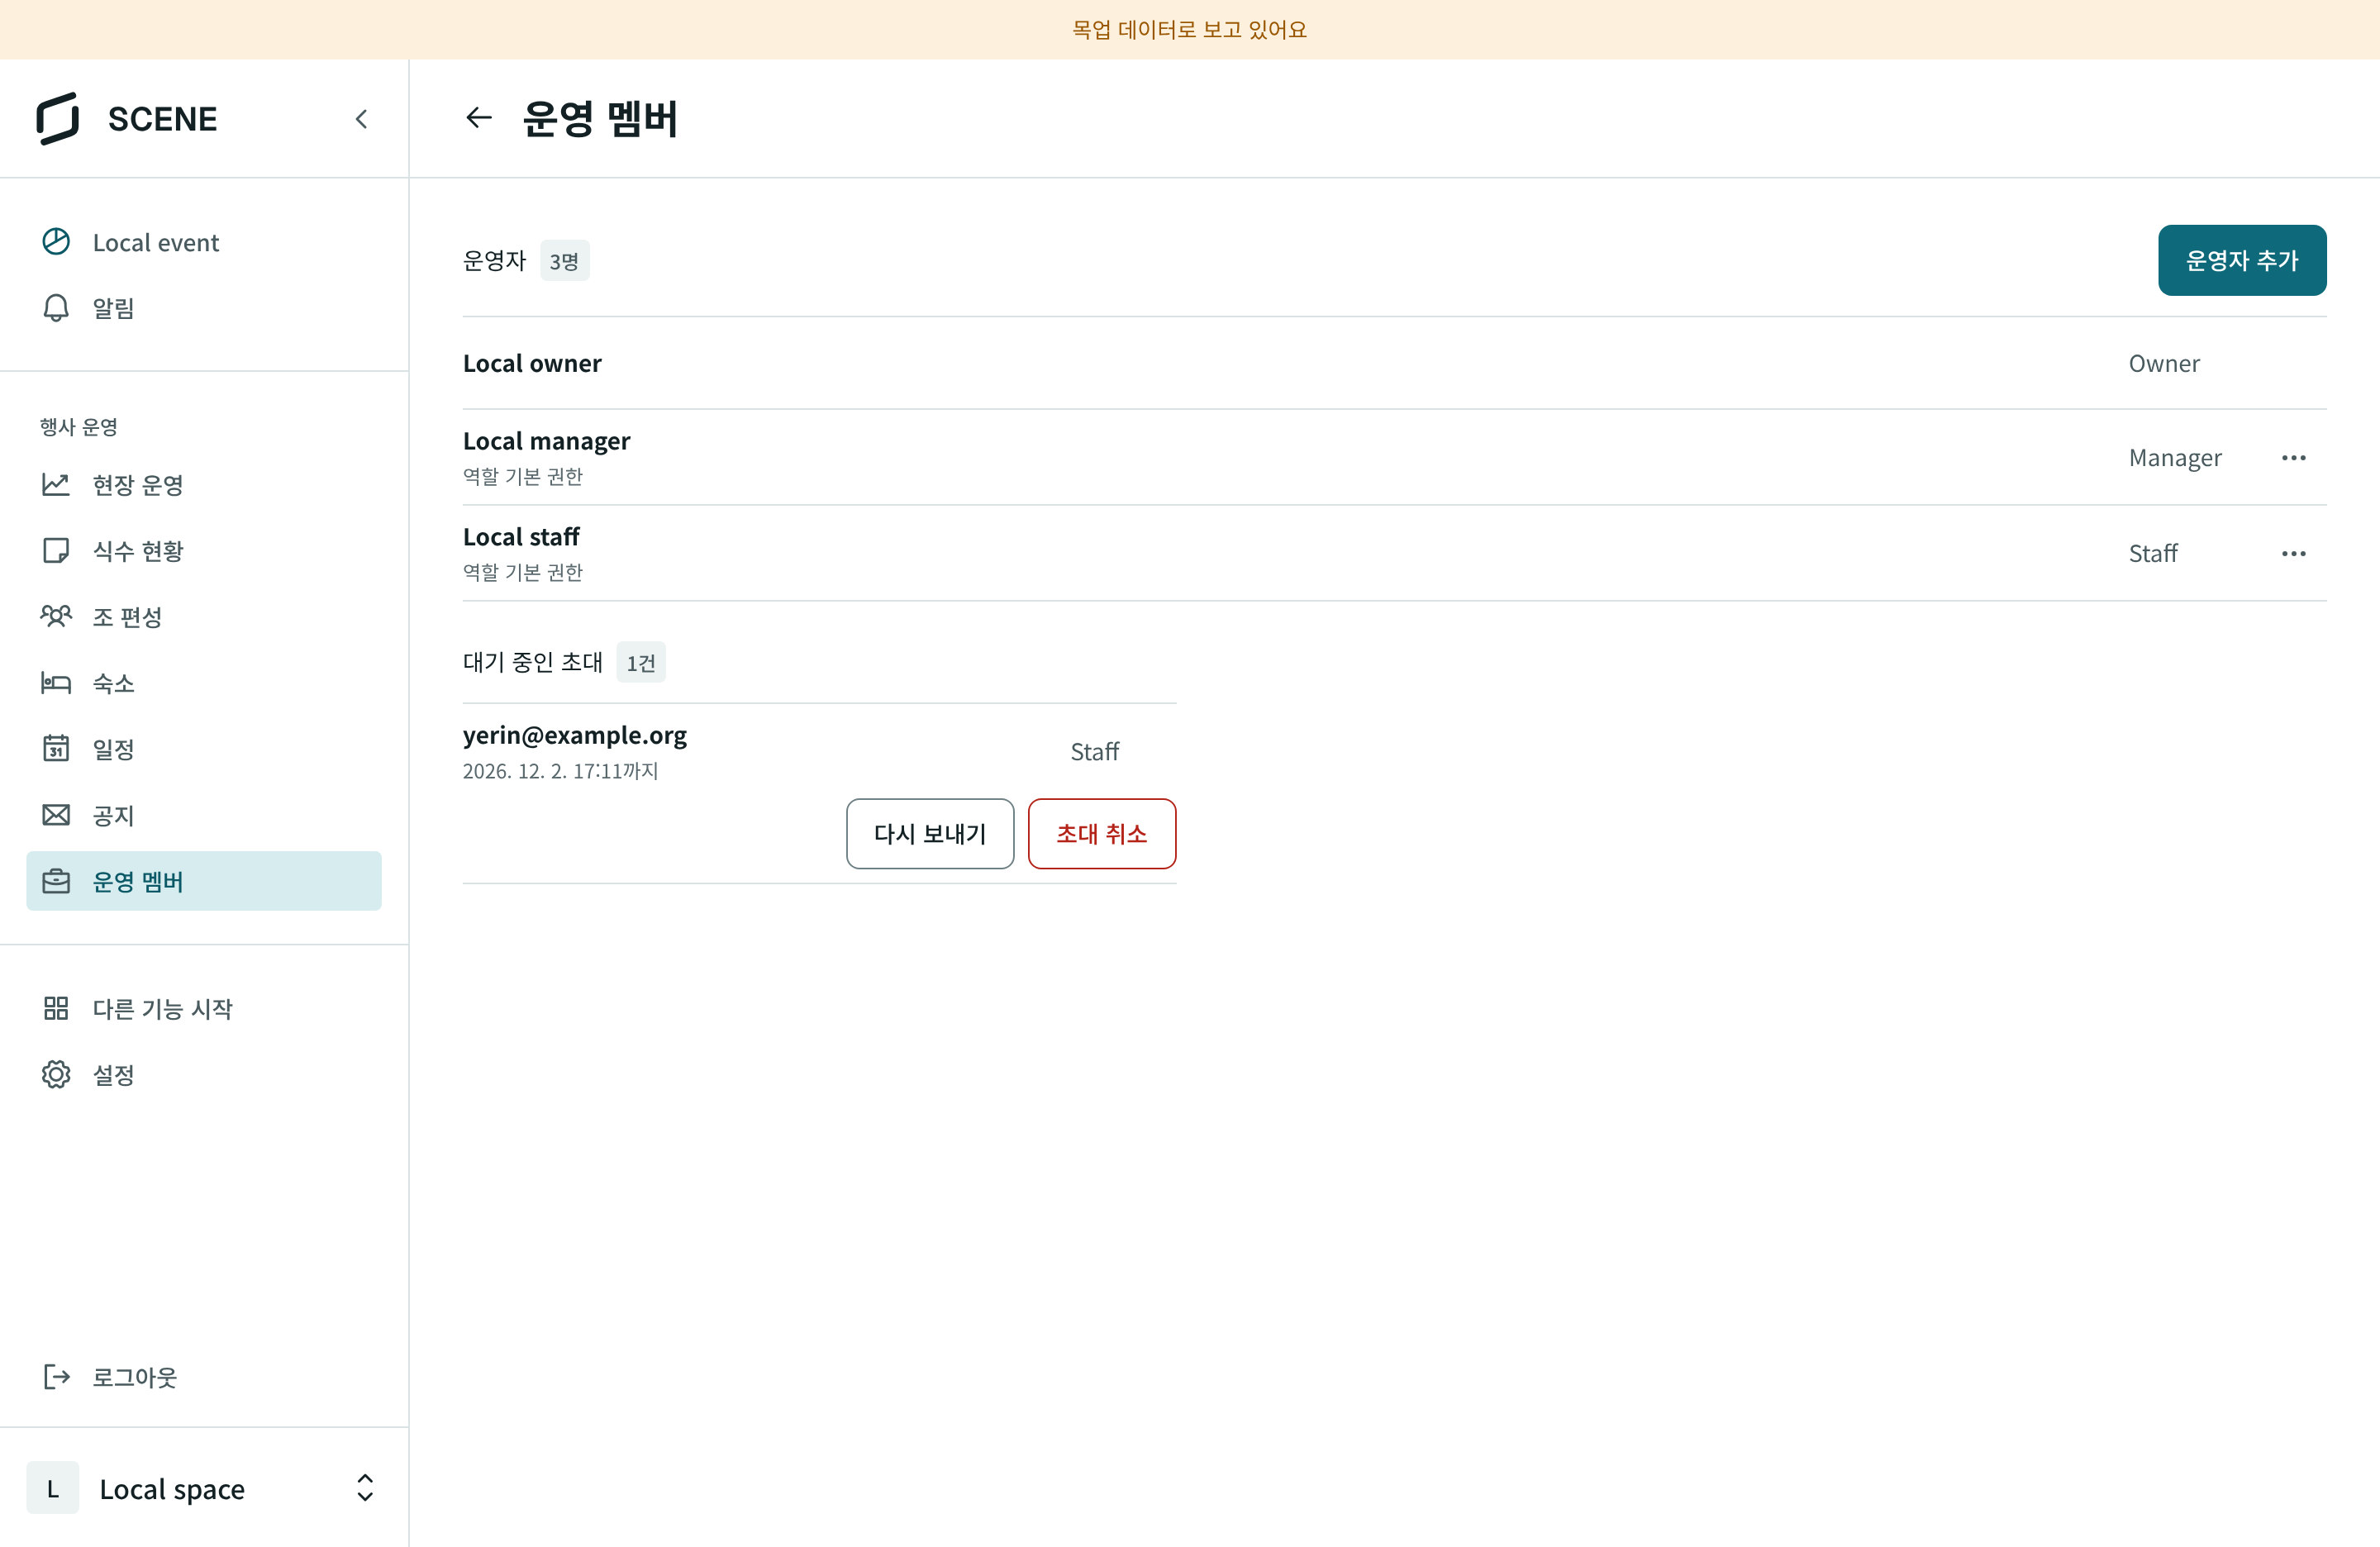 목업 데이터로 보고 있어요
SCENE
운영 멤버
Local event
알림
행사 운영
현장 운영
식수 현황
조 편성
숙소
일정
31
공지
운영 멤버
다른 기능 시작
설정
로그아웃
L Local space
운영자 3명
운영자 추가
Local owner
Owner
Local manager
역할 기본 권한
Manager
Local staff
역할 기본 권한
Staff
대기 중인 초대 1건
yerin@example.org
2026. 12. 2. 17:11까지
Staff
다시 보내기
초대 취소